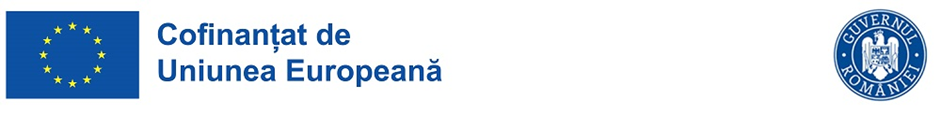 Cofinanțat de
Uniunea Europeană
GUVERNUL
ROMÂNIEI